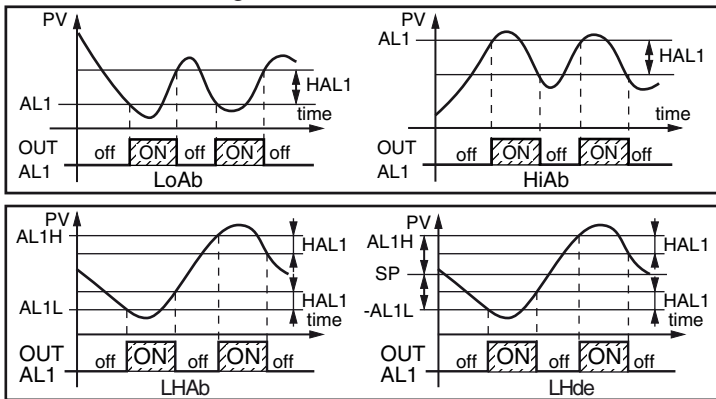 PV
AL1
HAL1
time
OUT
AL1
off ON off ON off
LoAb
PV
AL1
HAL1
time
OUT
AL1
off ON off ON off
HiAb
PV
AL1H
HAL1
AL1L
HAL1
time
OUT
AL1
off ON off ON off
LHAb
PV
AL1H
HAL1
SP
-AL1L
HAL1
time
OUT
AL1
off ON off ON off
LHde